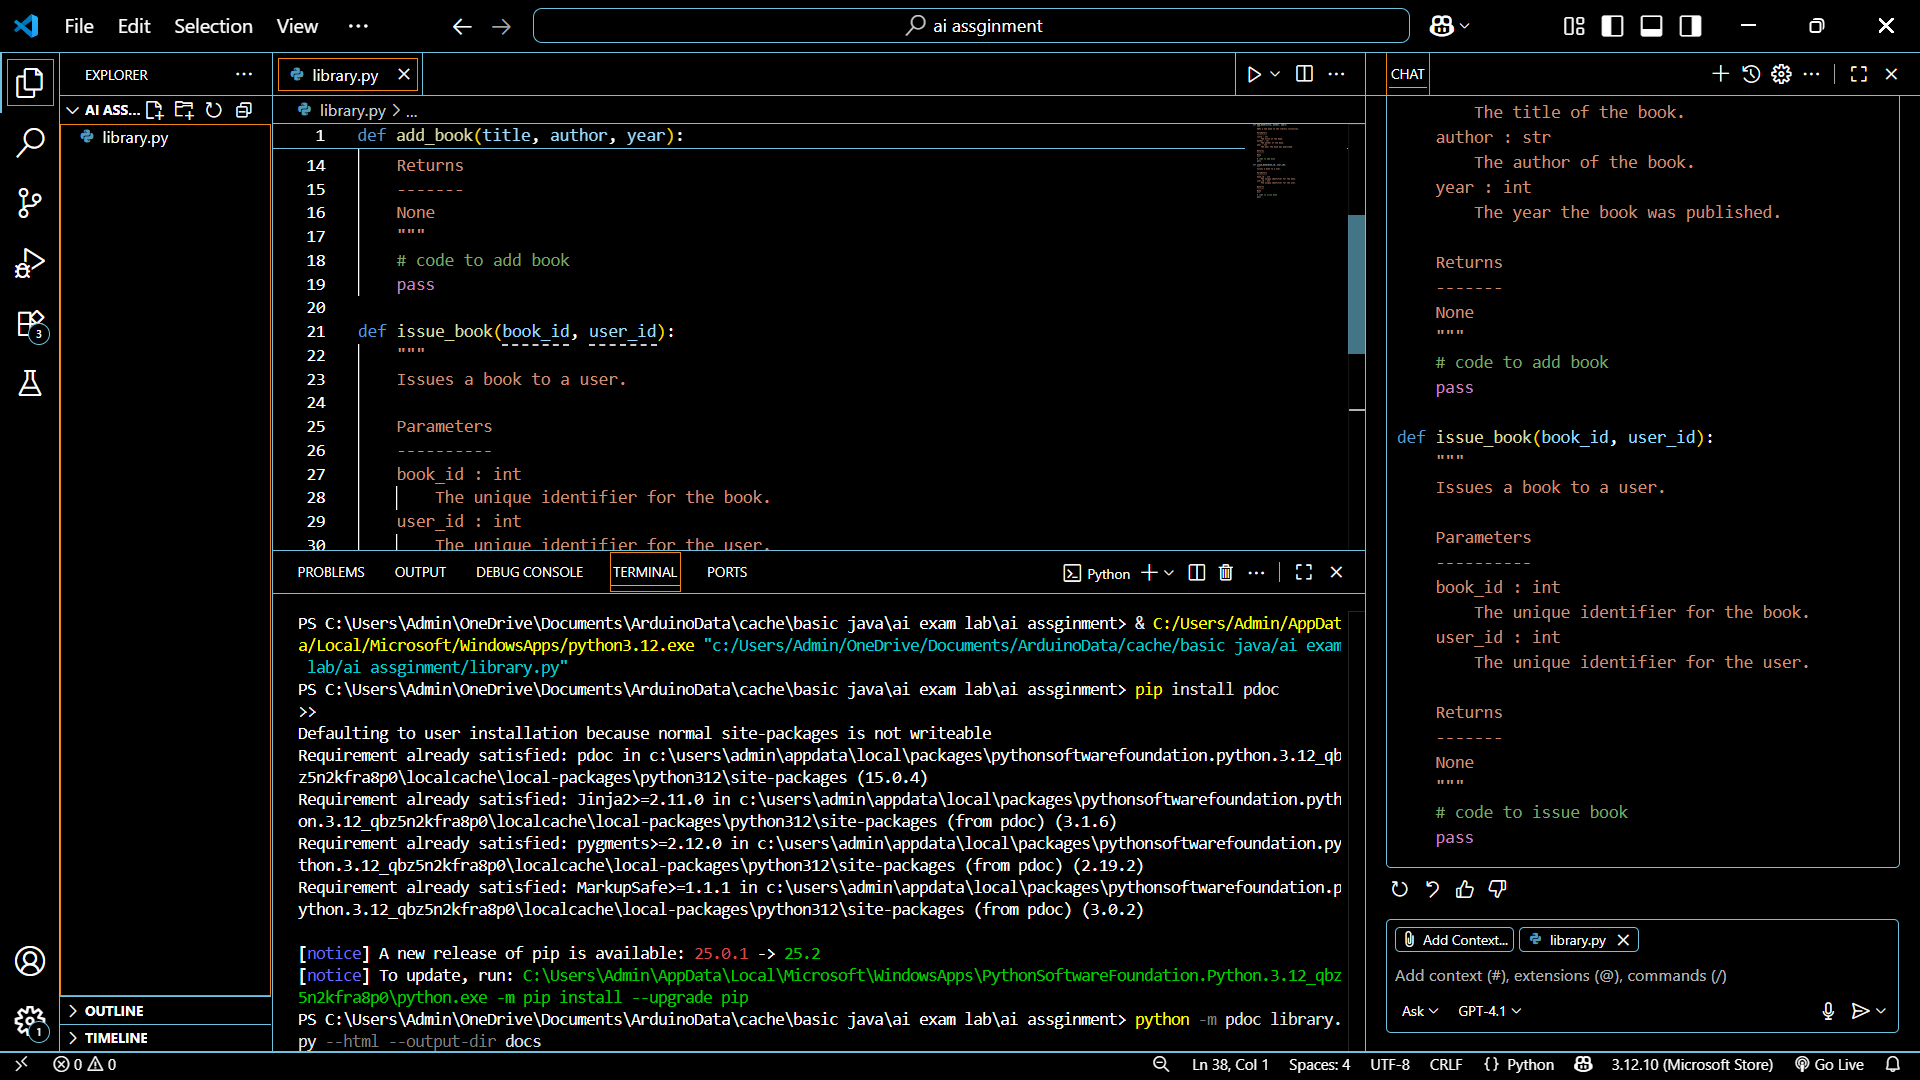 File Edit Selection View ···
ai assginment
EXPLORER
AI ASS...
library.py
OUTLINE
TIMELINE
library.py
library.py > ...
1 def add_book(title, author, year):
14 Returns
15 -------
16 None
17 """
18 # code to add book
19 pass
20
21 def issue_book(book_id, user_id):
22 """
23 Issues a book to a user.
24
25 Parameters
26 ----------
27 book_id : int
28 The unique identifier for the book.
29 user_id : int
30 The unique identifier for the user.
PROBLEMS OUTPUT DEBUG CONSOLE TERMINAL PORTS
Python
PS C:\Users\Admin\OneDrive\Documents\ArduinoData\cache\basic java\ai exam lab\ai assginment> & C:/Users/Admin/AppDat
a/Local/Microsoft/WindowsApps/python3.12.exe "c:/Users/Admin/OneDrive/Documents/ArduinoData/cache/basic java/ai exam
lab/ai assginment/library.py"
PS C:\Users\Admin\OneDrive\Documents\ArduinoData\cache\basic java\ai exam lab\ai assginment> pip install pdoc
>>
Defaulting to user installation because normal site-packages is not writeable
Requirement already satisfied: pdoc in c:\users\admin\appdata\local\packages\pythonsoftwarefoundation.python.3.12_qb
z5n2kfra8p0\localcache\local-packages\python312\site-packages (15.0.4)
Requirement already satisfied: Jinja2>=2.11.0 in c:\users\admin\appdata\local\packages\pythonsoftwarefoundation.pyth
on.3.12_qbz5n2kfra8p0\localcache\local-packages\python312\site-packages (from pdoc) (3.1.6)
Requirement already satisfied: pygments>=2.12.0 in c:\users\admin\appdata\local\packages\pythonsoftwarefoundation.py
thon.3.12_qbz5n2kfra8p0\localcache\local-packages\python312\site-packages (from pdoc) (2.19.2)
Requirement already satisfied: MarkupSafe>=1.1.1 in c:\users\admin\appdata\local\packages\pythonsoftwarefoundation.p
ython.3.12_qbz5n2kfra8p0\localcache\local-packages\python312\site-packages (from pdoc) (3.0.2)
[notice] A new release of pip is available: 25.0.1 -> 25.2
[notice] To update, run: C:\Users\Admin\AppData\Local\Microsoft\WindowsApps\PythonSoftwareFoundation.Python.3.12_qbz
5n2kfra8p0\python.exe -m pip install --upgrade pip
PS C:\Users\Admin\OneDrive\Documents\ArduinoData\cache\basic java\ai exam lab\ai assginment> python -m pdoc library.
py --html --output-dir docs
CHAT
The title of the book.
author : str
The author of the book.
year : int
The year the book was published.
Returns
-------
None
"""
# code to add book
pass
def issue_book(book_id, user_id):
"""
Issues a book to a user.
Parameters
----------
book_id : int
The unique identifier for the book.
user_id : int
The unique identifier for the user.
Returns
-------
None
"""
# code to issue book
pass
Add Context... library.py
Add context (#), extensions (@), commands (/)
Ask GPT-4.1
3
1
0 0
Ln 38, Col 1 Spaces: 4 UTF-8 CRLF {} Python 3.12.10 (Microsoft Store) Go Live